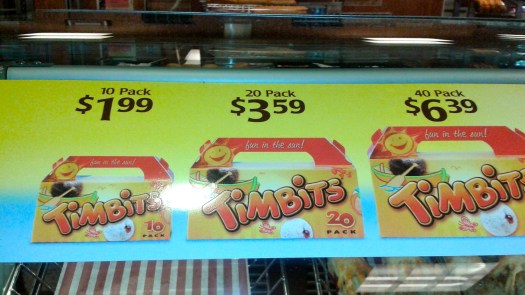 10 Pack
$1.99
20 Pack
$3.59
40 Pack
$6.39
fun in the sun!
TIMBITS
10
PACK
fun in the sun!
TIMBITS
20
PACK
fun in the sun!
TIMBITS